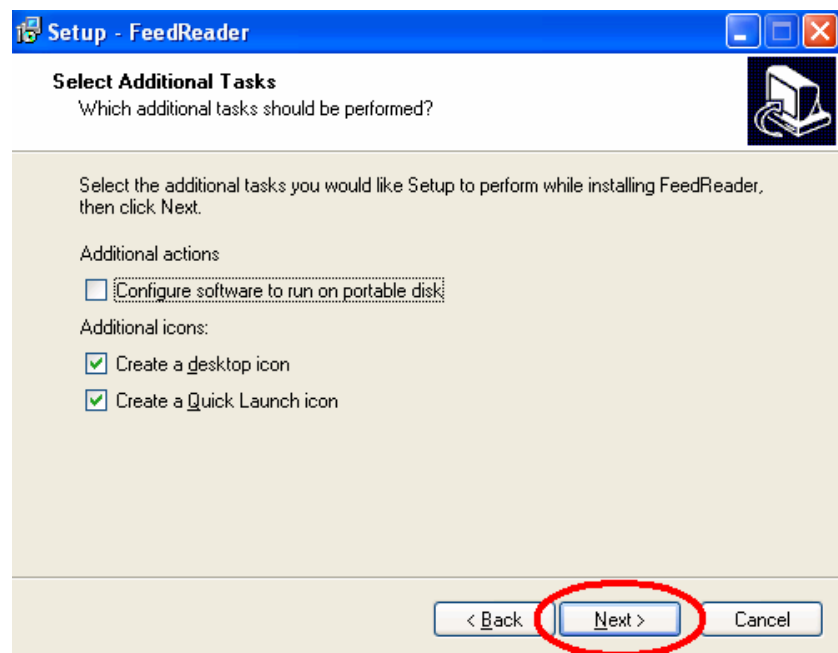 Setup - FeedReader
Select Additional Tasks
Which additional tasks should be performed?
Select the additional tasks you would like Setup to perform while installing FeedReader,
then click Next.
Additional actions
Configure software to run on portable disk
Additional icons:
Create a desktop icon
Create a Quick Launch icon
< Back
Next >
Cancel